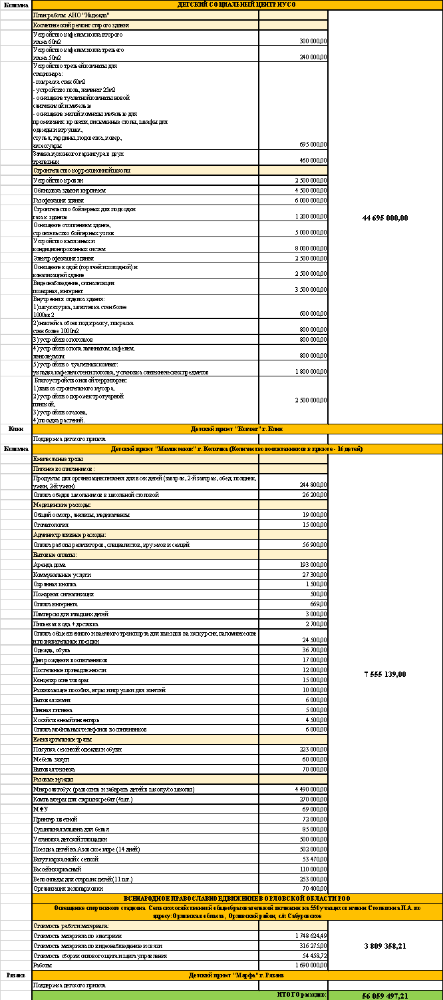 Коломна ДЕТСКИЙ СОЦИАЛЬНЫЙ ЦЕНТР ИУСО
План работы АНО "Надежда"
Косметический ремонт старого здания
Устройство кафелем холла второго
этажа 60м2 300 000,00
Устройство кафелем холла третьего
этажа 50м2 240 000,00
Устройство третьей комнаты для
стационара:
- покраска стен 60м2
- устройство пола, ламинат 25м2
- оснащение туалетной комнаты новой
сантехникой и мебелью
- оснащение жилой комнаты мебелью для
проживания: кровати, письменные столы, шкафы для
одежды и игрушек,
стулья, гардины, подсветка, ковер,
аксессуары 695 000,00
Замена кухонного гарнитура в двух
трапезных 460 000,00
Строительство коррекционной школы
Устройство кровли 2 500 000,00
Облицовка здания кирпичем 4 500 000,00
Газофикация здания 6 000 000,00
Строительство бойлерных для подводки
газа к зданию 1 200 000,00
44 695 000,00
Оснащение отоплением здание,
строительство бойлерных узлов 5 000 000,00
Устройство вытяжных и
кондиционированных систем 8 000 000,00
Электрофикация здания 2 500 000,00
Оснащение водой (горячей и холодной) и
канализацией здание 2 500 000,00
Видеонаблюдение, сигнализация
пожарная, интернет 3 500 000,00
Внутренняя отделка здания:
1) штукатурка, шпатлевка стен более
1000кв2 600 000,00
2) наклейка обоев под краску, покраска
стен более 1000м2 800 000,00
3) устройство потолков 800 000,00
4) устройство пола ламинатом, кафелем,
линолеумом 800 000,00
5) устройство туалетных комнат:
укладка кафелем стен и потолка, установка сантехнических предметов 1 800 000,00
Благоустройство новой территории:
1) вывоз строительного мусора,
2) устройство дорожек тротуарной
плиткой, 2 500 000,00
3) устройство газона,
4) посадка растений.
Клин Детский приют "Ковчег" г. Клин
Поддержка детского приюта
Коломна Детский приют "Мамонтенок" г. Коломна (Количество воспитанников в приюте - 16 детей)
Ежемесячные траты
Питание воспитанников:
Продукты для организации питания для всех детей (завтрак, 2-й завтрак, обед, полдник,
ужин, 2-й ужин) 244 800,00
Оплата обедов школьников в школьной столовой 26 200,00
Медицинские расходы:
Общий осмотр, анализы, медикаменты 19 000,00
Стоматология 15 000,00
Административные расходы:
Оплата работы репетиторов, специалистов, кружков и секций 56 900,00
Бытовые оплаты:
Аренда дома 193 000,00
Коммунальные услуги 27 300,00
Охранная кнопка 1 500,00
Пожарная сигнализация 500,00
Оплата интернета 669,00
Памперсы для младших детей 3 000,00
Питьевая вода + доставка 2 700,00
Оплата общественного и наемного транспорта для выездов на экскурсии, паломнические
и познавательные поездки 24 500,00
Одежда, обувь 36 700,00
Дни рождения воспитанников 17 000,00
Постельные принадлежности 12 000,00
7 555 139,00
Канцелярские товары 15 000,00
Развивающие пособия, игры и игрушки для занятий 10 000,00
Бытовая химия 6 000,00
Личная гигиена 5 000,00
Хозяйственный инвентарь 4 500,00
Оплата мобильных телефонов воспитанников 6 000,00
Ежеквартальные траты
Покупка сезонной одежды и обуви 223 000,00
Мебель закуп 60 000,00
Бытовая техника 70 000,00
Разовые нужды
Микроавтобус (развозить и забирать детей в школу/со школы) 4 490 000,00
Компьютеры для старших ребят (4шт.) 270 000,00
МФУ 69 000,00
Принтер цветной 72 000,00
Сушильная машина для белья 85 000,00
Установка детской площадки 500 000,00
Поездка детей на Азовское море (14 дней) 502 000,00
Батут каркасный с сеткой 53 470,00
Бассейн каркасный 110 000,00
Велосипеды для старших детей (11 шт.) 253 000,00
Организация велопарковки 70 400,00
ВСЕНАРОДНОЕ ПРАВОСЛАВНО ЕДВИЖЕНИЕ В ОРЛОВСКОЙ ОБЛАСТИ РОО
Освещение спортивного стадиона Сельскохозяйственной общеобразовательной гимназии на 550 учащихся имени Столыпина П.А. по
адресу: Орловская область, Орловский район, с/п Сабуровское
Стоимость работ и материала:
Стоимость материала по электрики 1 748 624,49
Стоимость материала по видеонаблюдению и связи 316 275,00
3 809 358,21
Стоимость сборки силового щита и щита управления 54 458,72
Работы 1 690 000,00
Рязань Детский приют "Марфа" г. Рязань
Поддержка детского приюта
ИТОГО расходов: 56 059 497,21